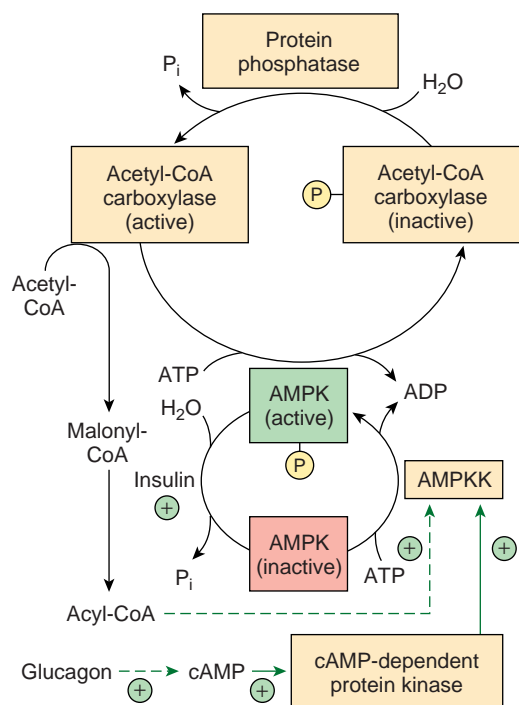 Protein
phosphatase
Pi
H2O
Acetyl-CoA
carboxylase
(active)
P
Acetyl-CoA
carboxylase
(inactive)
Acetyl-
CoA
ATP
ADP
H2O
AMPK
(active)
P
Malonyl-
CoA
Insulin
+
AMPKK
AMPK
(inactive)
+
+
Pi
ATP
Acyl-CoA
Glucagon
+
cAMP
+
cAMP-dependent
protein kinase